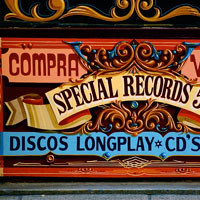 COMPRA V
SPECIAL RECORDS
DISCOS LONGPLAY * CD'S